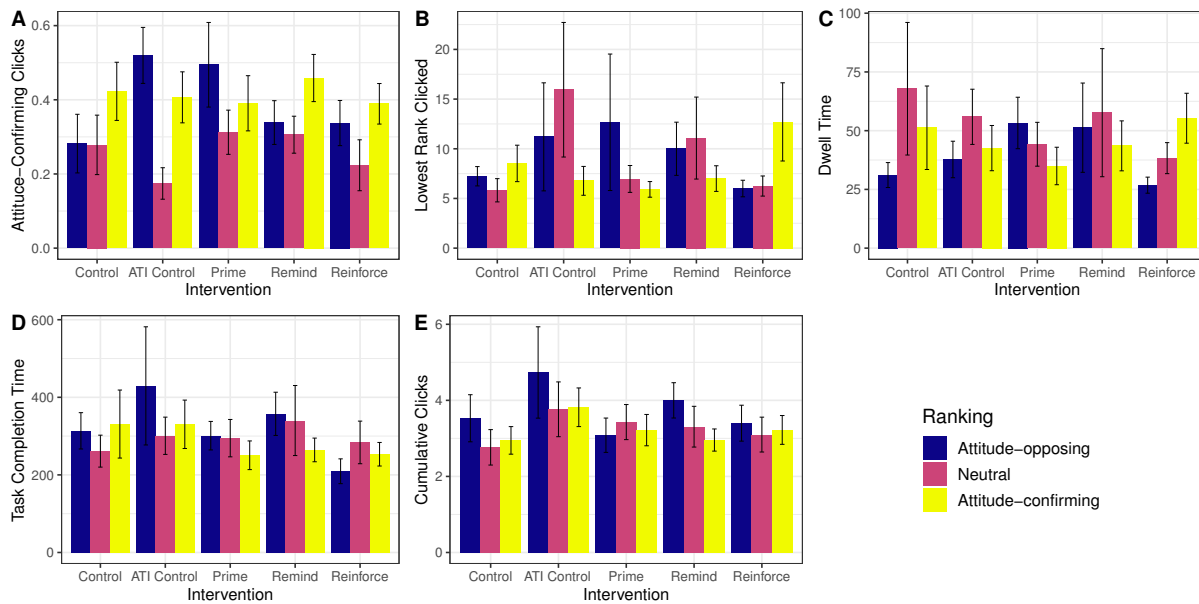 A
Attitude-Confirming Clicks
0.6
0.4
0.2
0.0
Control ATI Control Prime Remind Reinforce
Intervention
B
Lowest Rank Clicked
20
15
10
5
0
Control ATI Control Prime Remind Reinforce
Intervention
C
Dwell Time
100
75
50
25
0
Control ATI Control Prime Remind Reinforce
Intervention
D
Task Completion Time
600
400
200
0
Control ATI Control Prime Remind Reinforce
Intervention
E
Cumulative Clicks
6
4
2
0
Control ATI Control Prime Remind Reinforce
Intervention
Ranking
Attitude-opposing
Neutral
Attitude-confirming